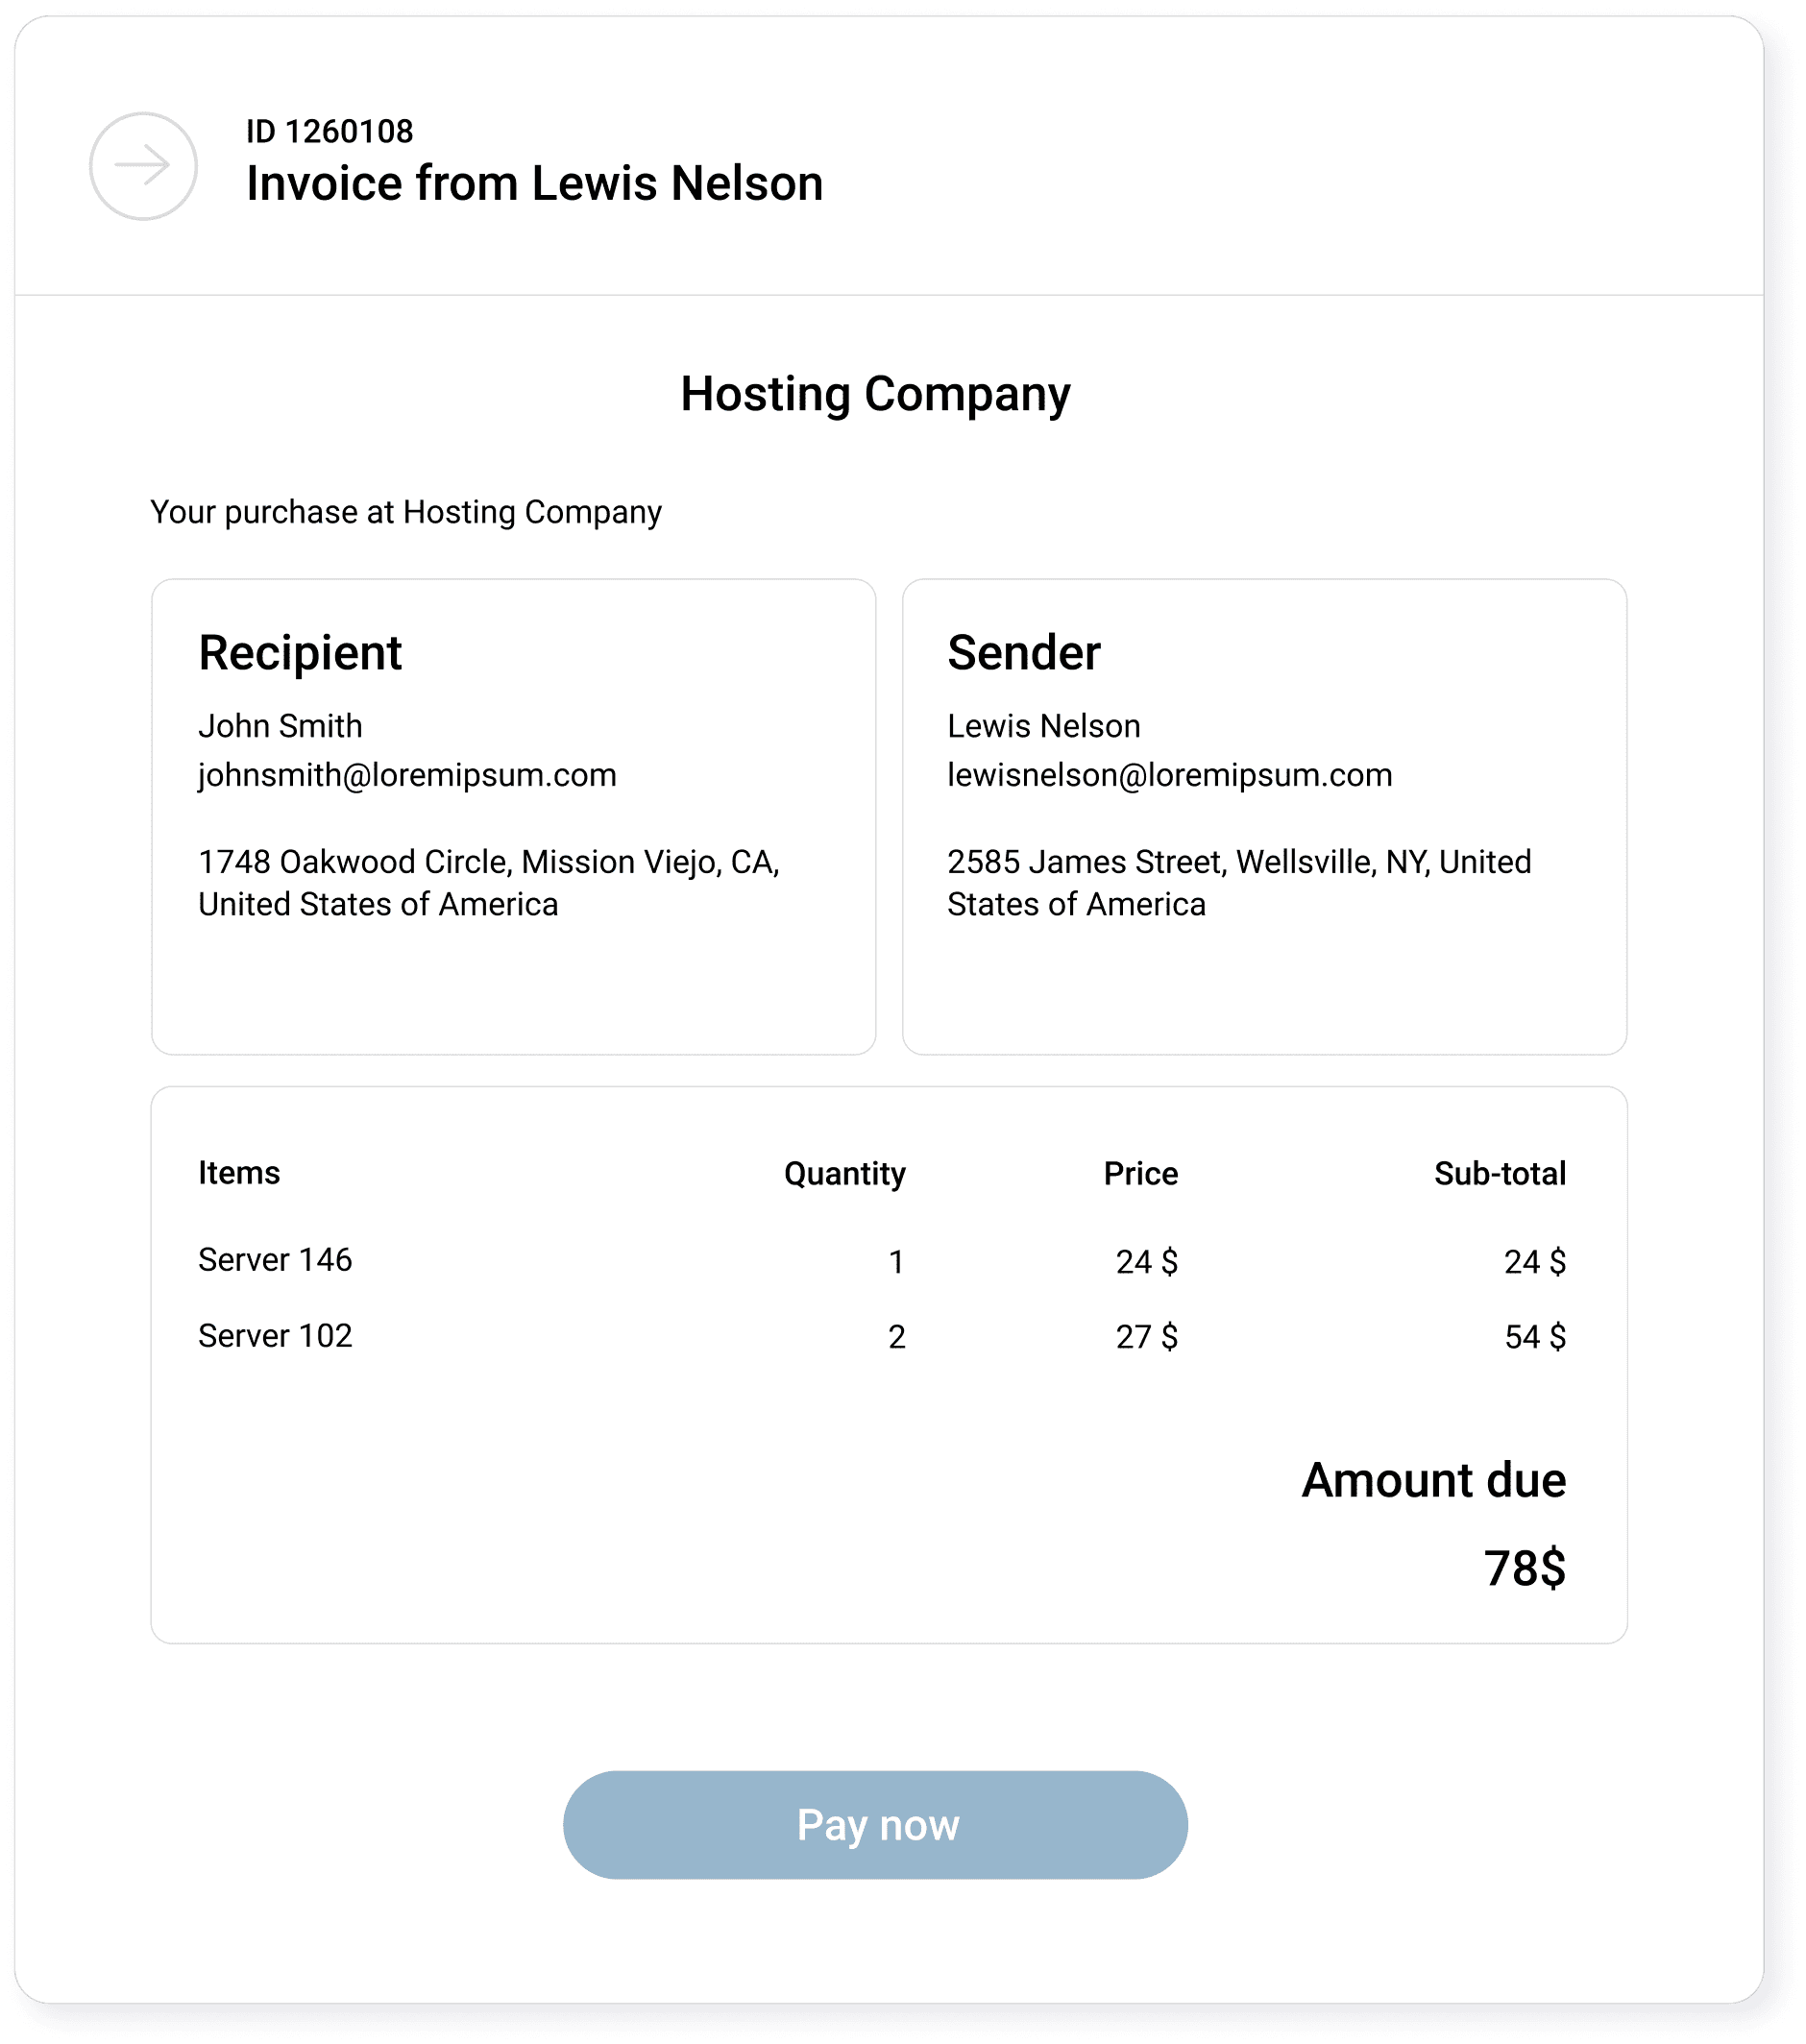 ID 1260108
Invoice from Lewis Nelson
Hosting Company
Your purchase at Hosting Company
Recipient
John Smith
johnsmith@loremipsum.com
1748 Oakwood Circle, Mission Viejo, CA,
United States of America
Sender
Lewis Nelson
lewisnelson@loremipsum.com
2585 James Street, Wellsville, NY, United
States of America
Items Quantity Price Sub-total
Server 146 1 24 $ 24 $
Server 102 2 27 $ 54 $
Amount due
78$
Pay now